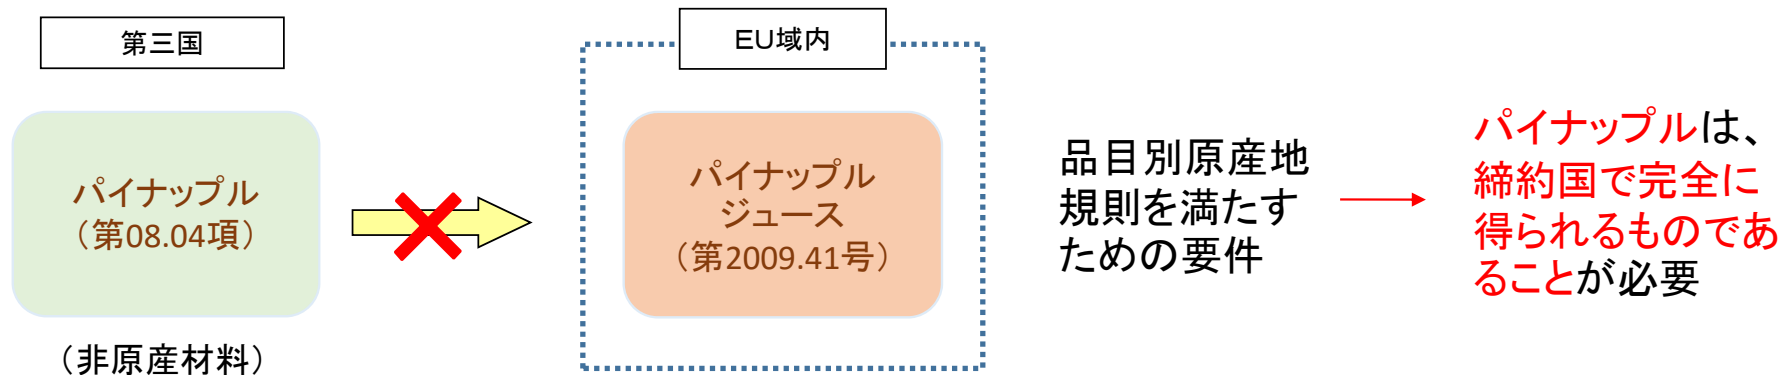 第三国
パイナップル
（第08.04項）
（非原産材料）
EU域内
パイナップル
ジュース
（第2009.41号）
品目別原産地
規則を満たす
ための要件
パイナップルは、
締約国で完全に
得られるものであ
ることが必要